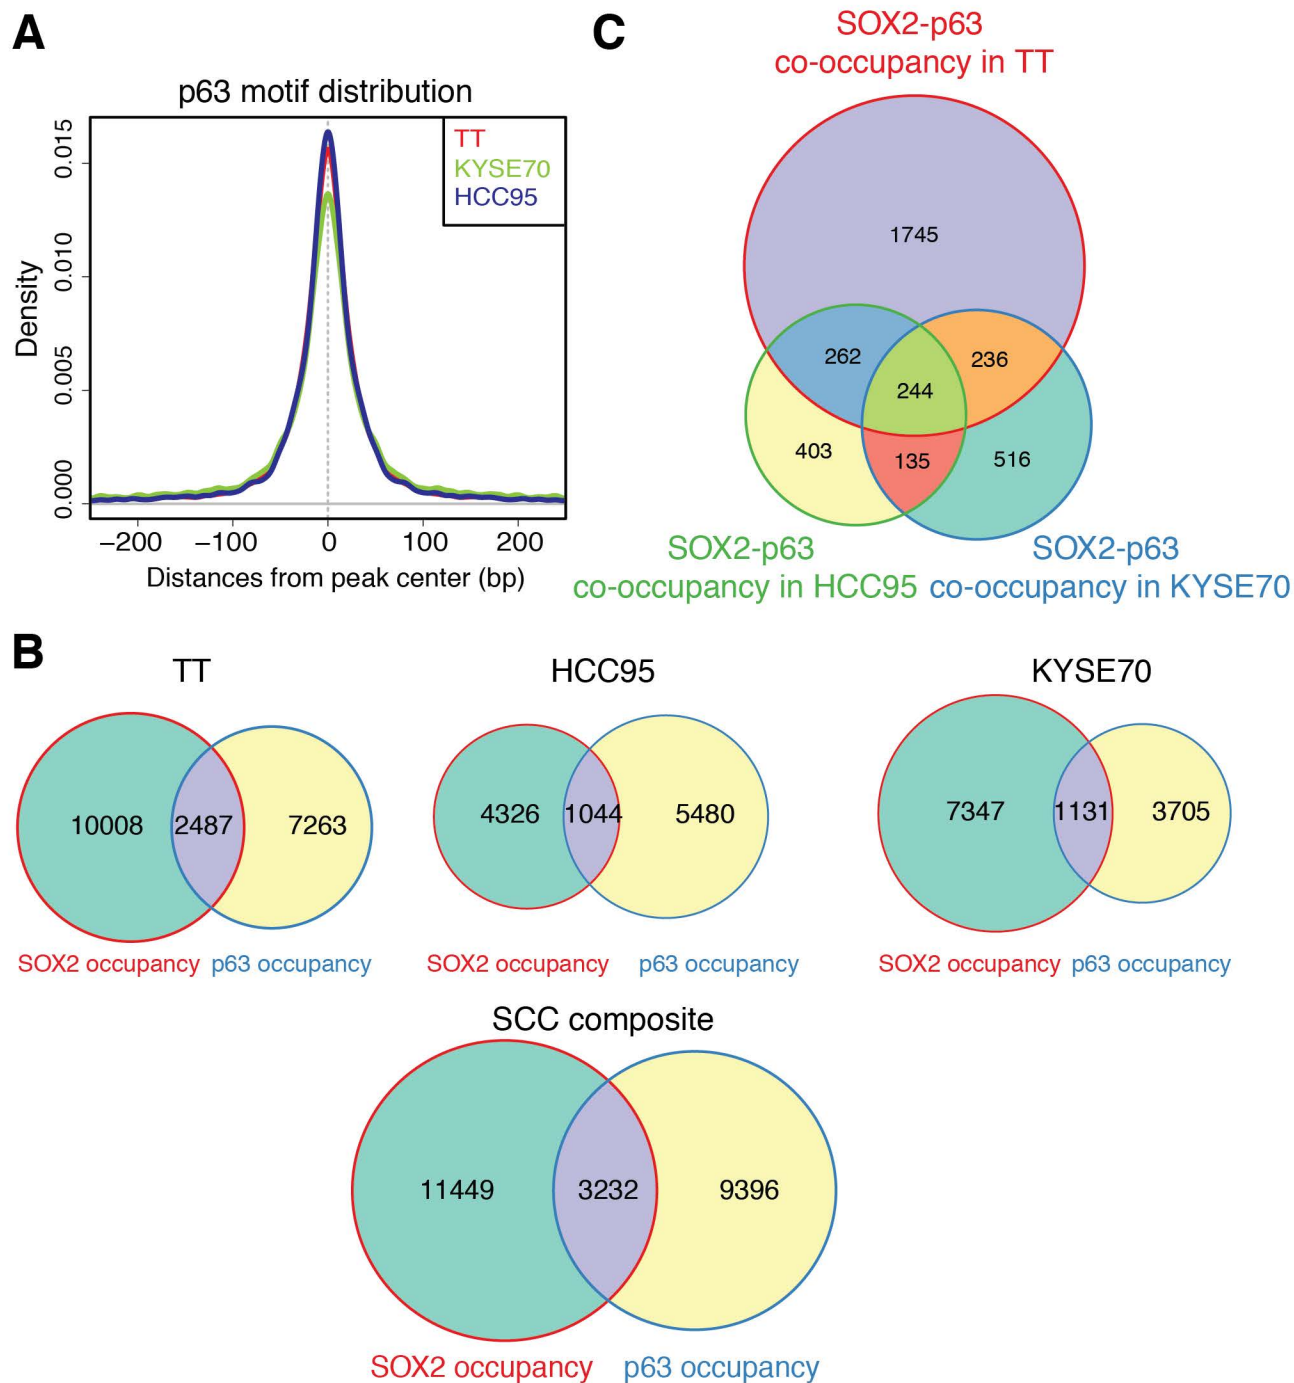 A
p63 motif distribution
TT
KYSE70
HCC95
Density
0.015
0.010
0.005
0.000
−200 −100 0 100 200
Distances from peak center (bp)
C
SOX2-p63
co-occupancy in TT
1745
262
236
244
403
135
516
SOX2-p63
co-occupancy in HCC95
SOX2-p63
co-occupancy in KYSE70
B
TT
10008 2487 7263
SOX2 occupancy p63 occupancy
HCC95
4326 1044 5480
SOX2 occupancy p63 occupancy
KYSE70
7347 1131 3705
SOX2 occupancy p63 occupancy
SCC composite
11449 3232 9396
SOX2 occupancy p63 occupancy